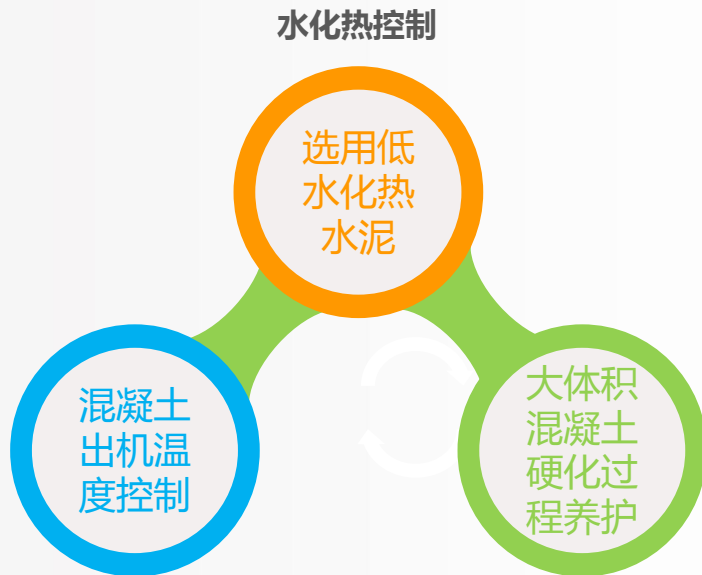 水化热控制
选用低
水化热
水泥
混凝土
出机温
度控制
大体积
混凝土
硬化过
程养护